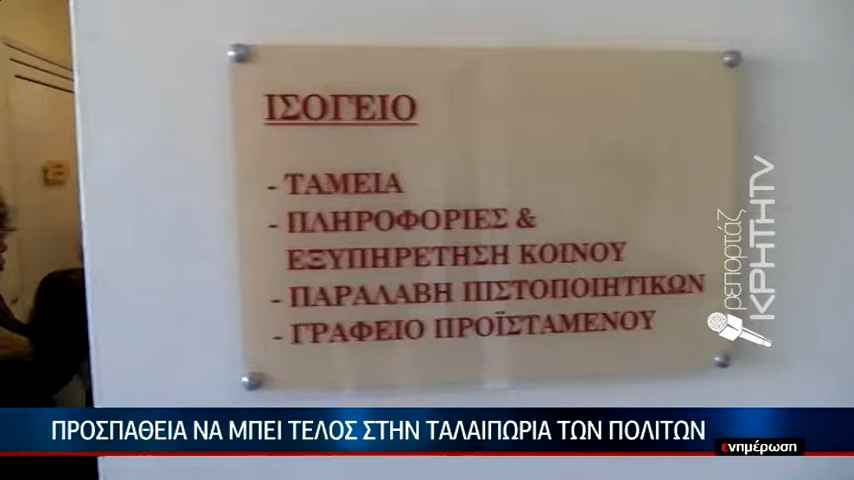 ΙΣΟΓΕΙΟ
- ΤΑΜΕΙΑ
- ΠΛΗΡΟΦΟΡΙΕΣ &
ΕΞΥΠΗΡΕΤΗΣΗ ΚΟΙΝΟΥ
- ΠΑΡΑΛΑΒΗ ΠΙΣΤΟΠΟΙΗΤΙΚΩΝ
- ΓΡΑΦΕΙΟ ΠΡΟΪΣΤΑΜΕΝΟΥ
ρεπορτάζ
ΚΡΗΤΗTV
ΠΡΟΣΠΑΘΕΙΑ ΝΑ ΜΠΕΙ ΤΕΛΟΣ ΣΤΗΝ ΤΑΛΑΙΠΩΡΙΑ ΤΩΝ ΠΟΛΙΤΩΝ
ενημέρωση